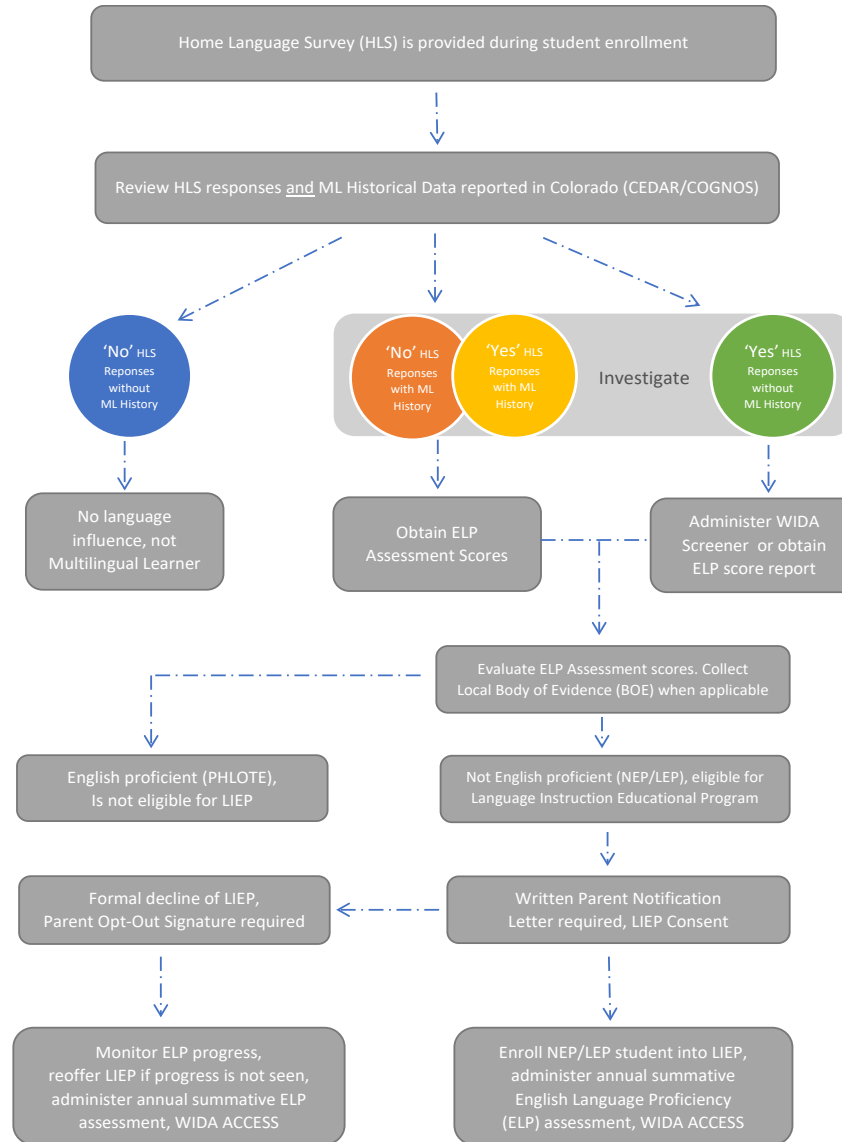 Home Language Survey (HLS) is provided during student enrollment
Review HLS responses and ML Historical Data reported in Colorado (CEDAR/COGNOS)
'No' HLS
Reponses
without
ML History
'No' HLS
Reponses
with ML
History
'Yes' HLS
Reponses
with ML
History
Investigate
'Yes' HLS
Reponses
without
ML History
No language
influence, not
Multilingual Learner
Obtain ELP
Assessment Scores
Administer WIDA
Screener or obtain
ELP score report
Evaluate ELP Assessment scores. Collect
Local Body of Evidence (BOE) when applicable
English proficient (PHLOTE),
Is not eligible for LIEP
Not English proficient (NEP/LEP), eligible for
Language Instruction Educational Program
Formal decline of LIEP,
Parent Opt-Out Signature required
Written Parent Notification
Letter required, LIEP Consent
Monitor ELP progress,
reoffer LIEP if progress is not seen,
administer annual summative ELP
assessment, WIDA ACCESS
Enroll NEP/LEP student into LIEP,
administer annual summative
English Language Proficiency
(ELP) assessment, WIDA ACCESS